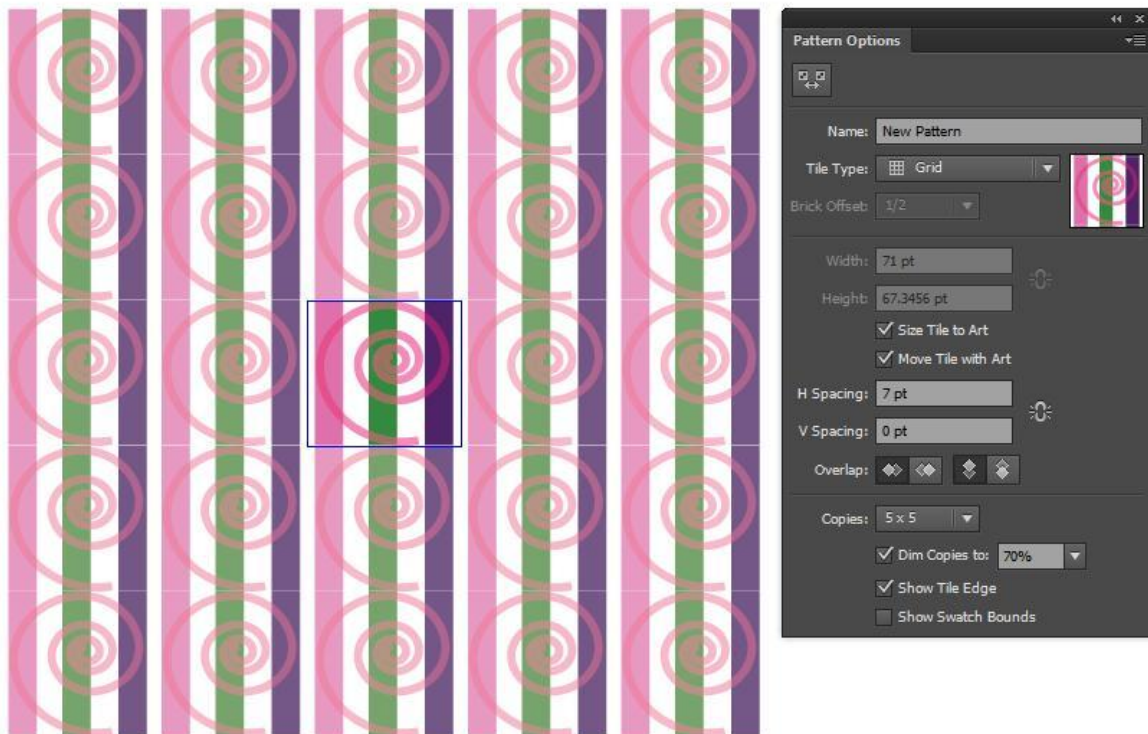 Pattern Options
Name: New Pattern
Tile Type: Grid
Brick Offset: 1/2
Width: 71 pt
Height: 67.3456 pt
Size Tile to Art
Move Tile with Art
H Spacing: 7 pt
V Spacing: 0 pt
Overlap:
Copies: 5 x 5
Dim Copies to: 70%
Show Tile Edge
Show Swatch Bounds